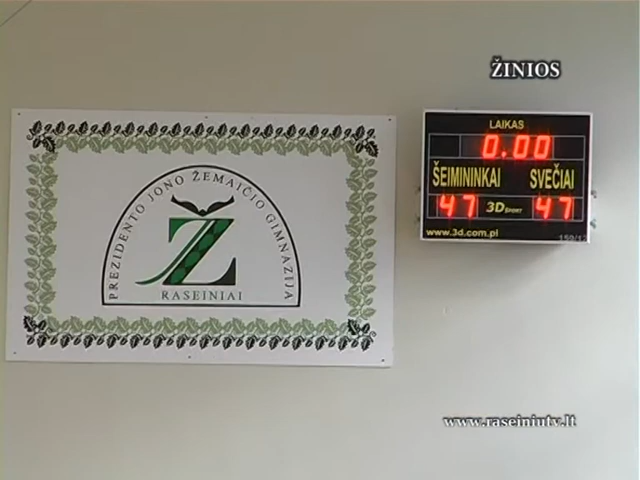 ŽINIOS
LAIKAS
0.00
ŠEIMININKAI SVEČIAI
47 3D SPORT 47
www.3d.com.pl
PREZIDENTO JONO ŽEMAIČIO GIMNAZIJA
Ž
RASEINIAI
www.raseiniutv.lt